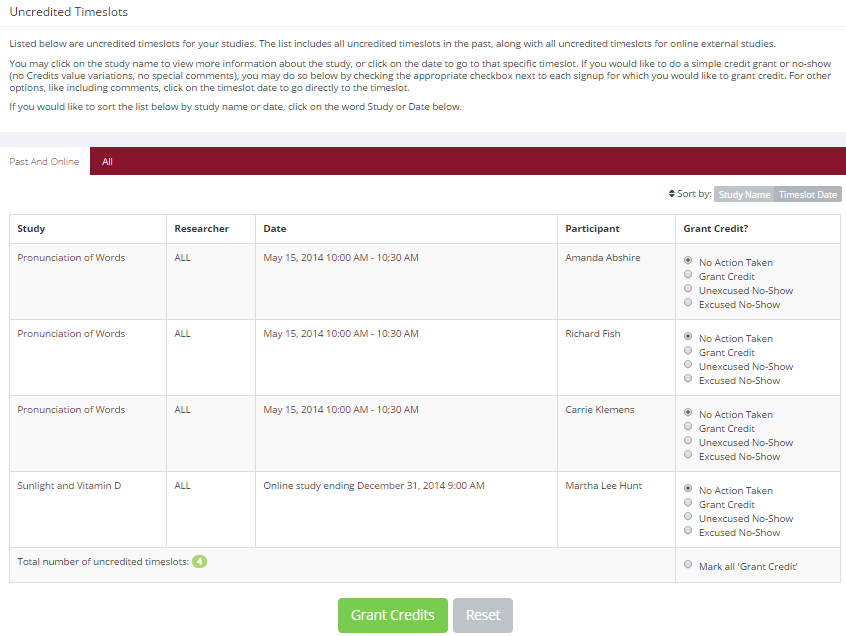 Uncredited Timeslots
Listed below are uncredited timeslots for your studies. The list includes all uncredited timeslots in the past, along with all uncredited timeslots for online external studies.
You may click on the study name to view more information about the study, or click on the date to go to that specific timeslot. If you would like to do a simple credit grant or no-show
(no Credits value variations, no special comments), you may do so below by checking the appropriate checkbox next to each signup for which you would like to grant credit. For other
options, like including comments, click on the timeslot date to go directly to the timeslot.
If you would like to sort the list below by study name or date, click on the word Study or Date below.
Past And Online All
Sort by: Study Name Timeslot Date
Study Researcher Date Participant Grant Credit?
Pronunciation of Words ALL May 15, 2014 10:00 AM - 10:30 AM Amanda Abshire No Action Taken
Grant Credit
Unexcused No-Show
Excused No-Show
Pronunciation of Words ALL May 15, 2014 10:00 AM - 10:30 AM Richard Fish No Action Taken
Grant Credit
Unexcused No-Show
Excused No-Show
Pronunciation of Words ALL May 15, 2014 10:00 AM - 10:30 AM Carrie Klemens No Action Taken
Grant Credit
Unexcused No-Show
Excused No-Show
Sunlight and Vitamin D ALL Online study ending December 31, 2014 9:00 AM Martha Lee Hunt No Action Taken
Grant Credit
Unexcused No-Show
Excused No-Show
Total number of uncredited timeslots: 4 Mark all 'Grant Credit'
Grant Credits Reset